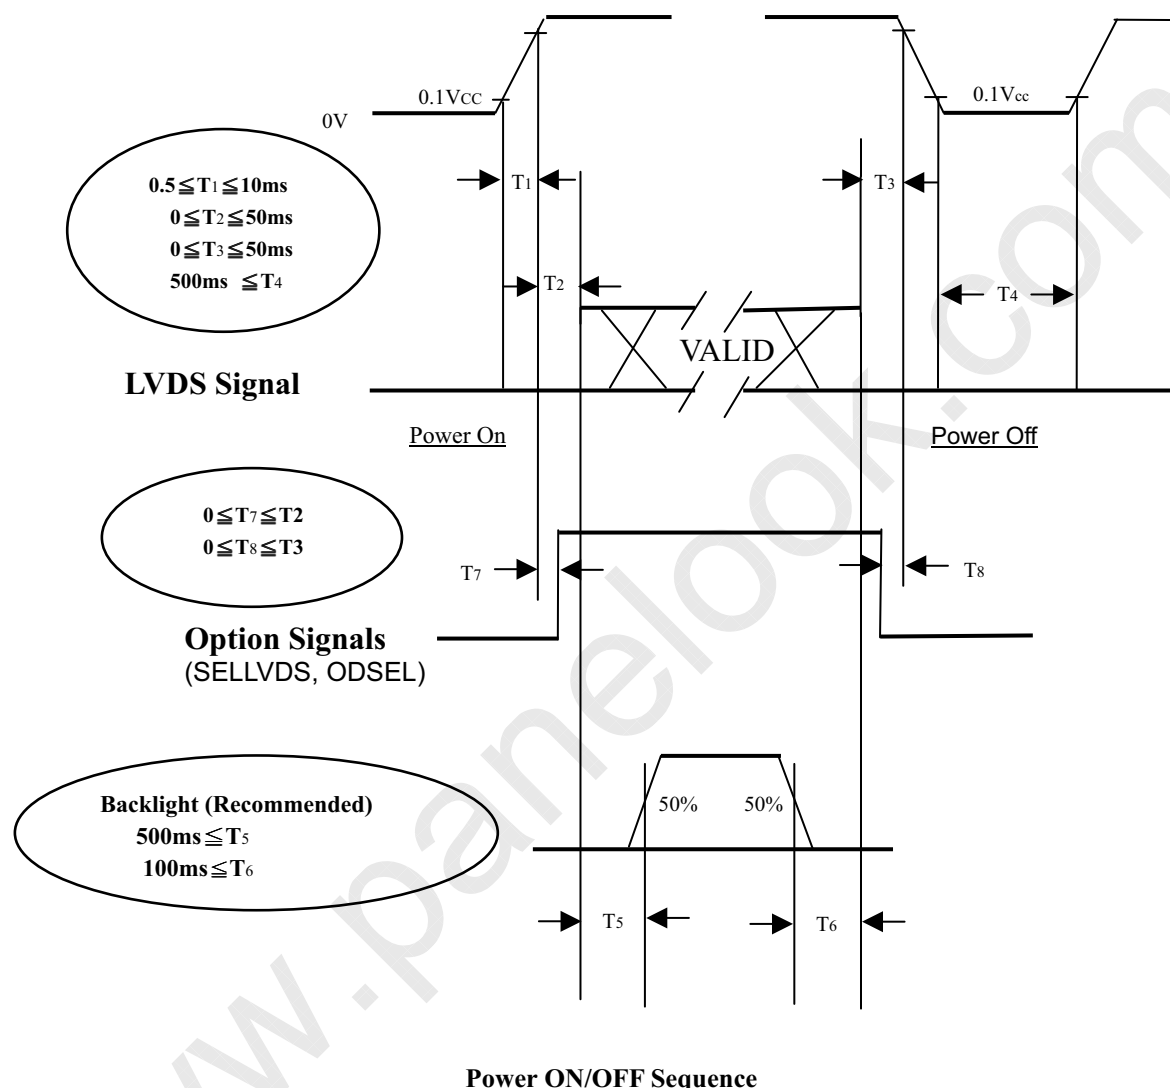 0.1VCC
0.1Vcc
0V
0.5≦T1≦10ms
0≦T2≦50ms
0≦T3≦50ms
500ms ≦T4
T1
T3
T2
T4
VALID
LVDS Signal
Power On
Power Off
0≦T7≦T2
0≦T8≦T3
T7
T8
Option Signals
(SELLVDS, ODSEL)
Backlight (Recommended)
500ms≦T5
100ms≦T6
50%
50%
T5
T6
Power ON/OFF Sequence
w.panelook.com